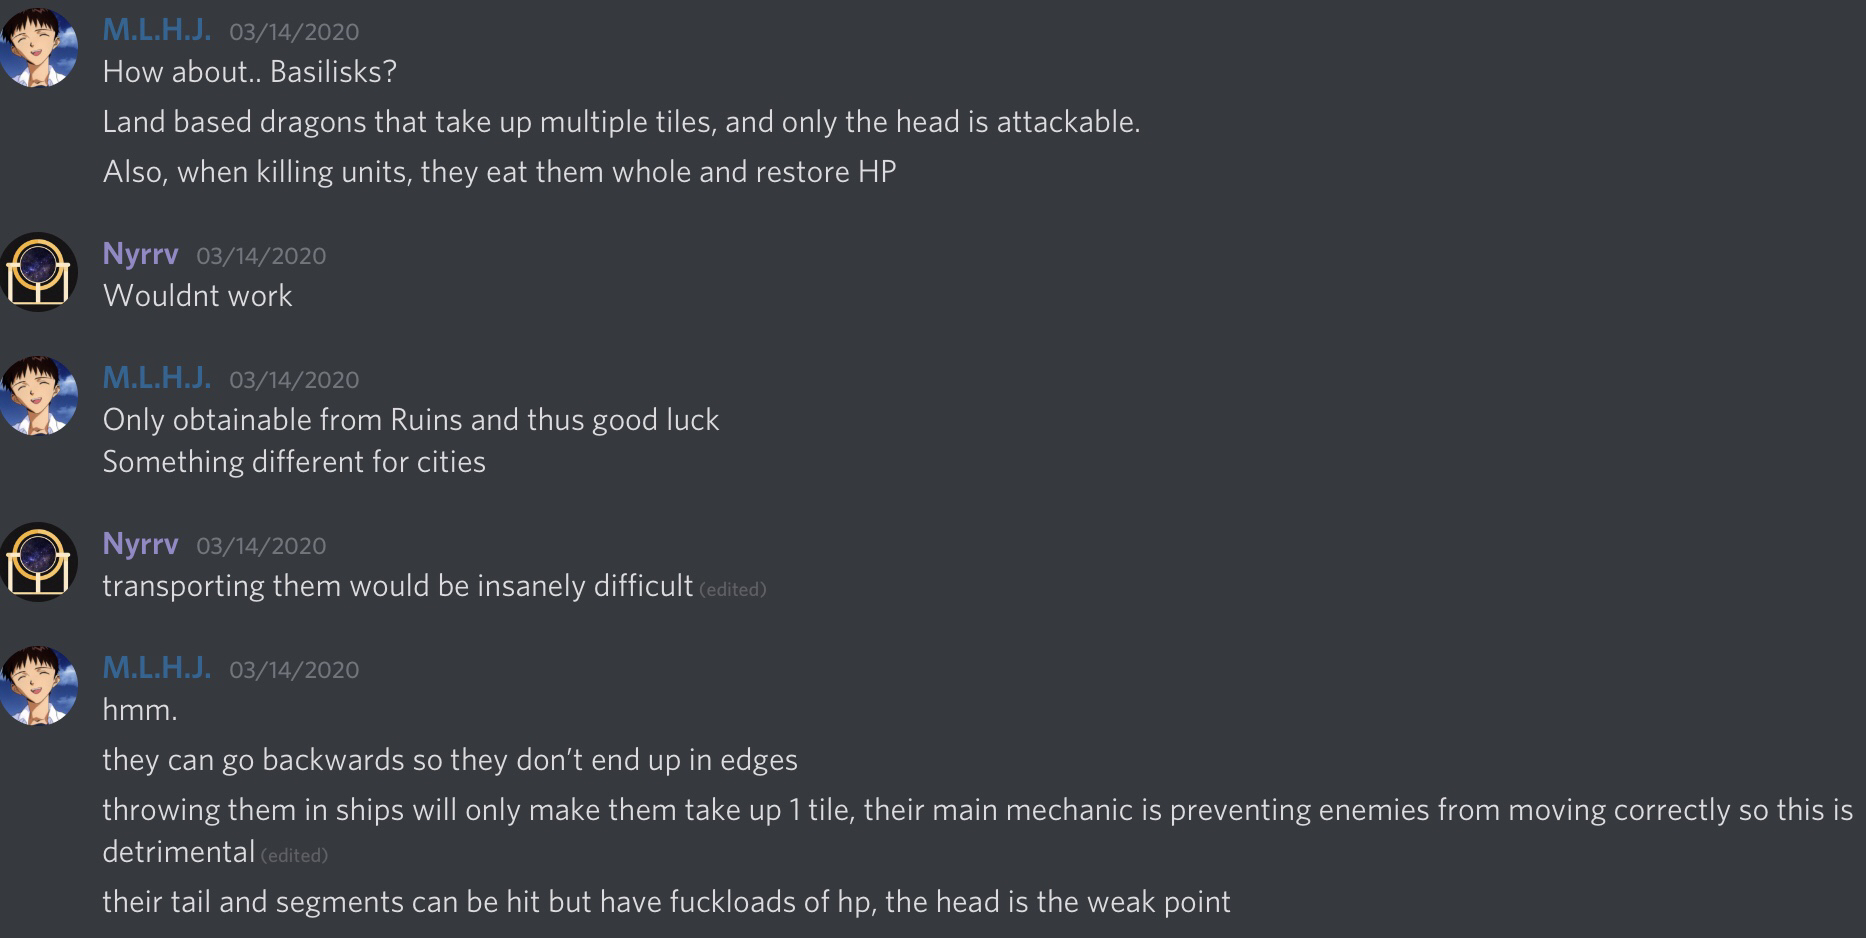 M.L.H.J. 03/14/2020
How about.. Basilisks?
Land based dragons that take up multiple tiles, and only the head is attackable.
Also, when killing units, they eat them whole and restore HP
Nyrrv 03/14/2020
Wouldnt work
M.L.H.J. 03/14/2020
Only obtainable from Ruins and thus good luck
Something different for cities
Nyrrv 03/14/2020
transporting them would be insanely difficult (edited)
M.L.H.J. 03/14/2020
hmm.
they can go backwards so they don’t end up in edges
throwing them in ships will only make them take up 1 tile, their main mechanic is preventing enemies from moving correctly so this is
detrimental (edited)
their tail and segments can be hit but have fuckloads of hp, the head is the weak point